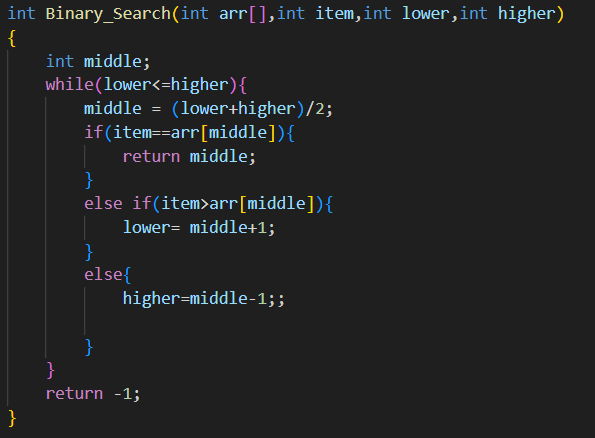 int Binary_Search(int arr[],int item,int lower,int higher)
{
    int middle;
    while(lower<=higher){
        middle = (lower+higher)/2;
        if(item==arr[middle]){
            return middle;
        }
        else if(item>arr[middle]){
            lower= middle+1;
        }
        else{
            higher=middle-1;;
        }
    }
    return -1;
}